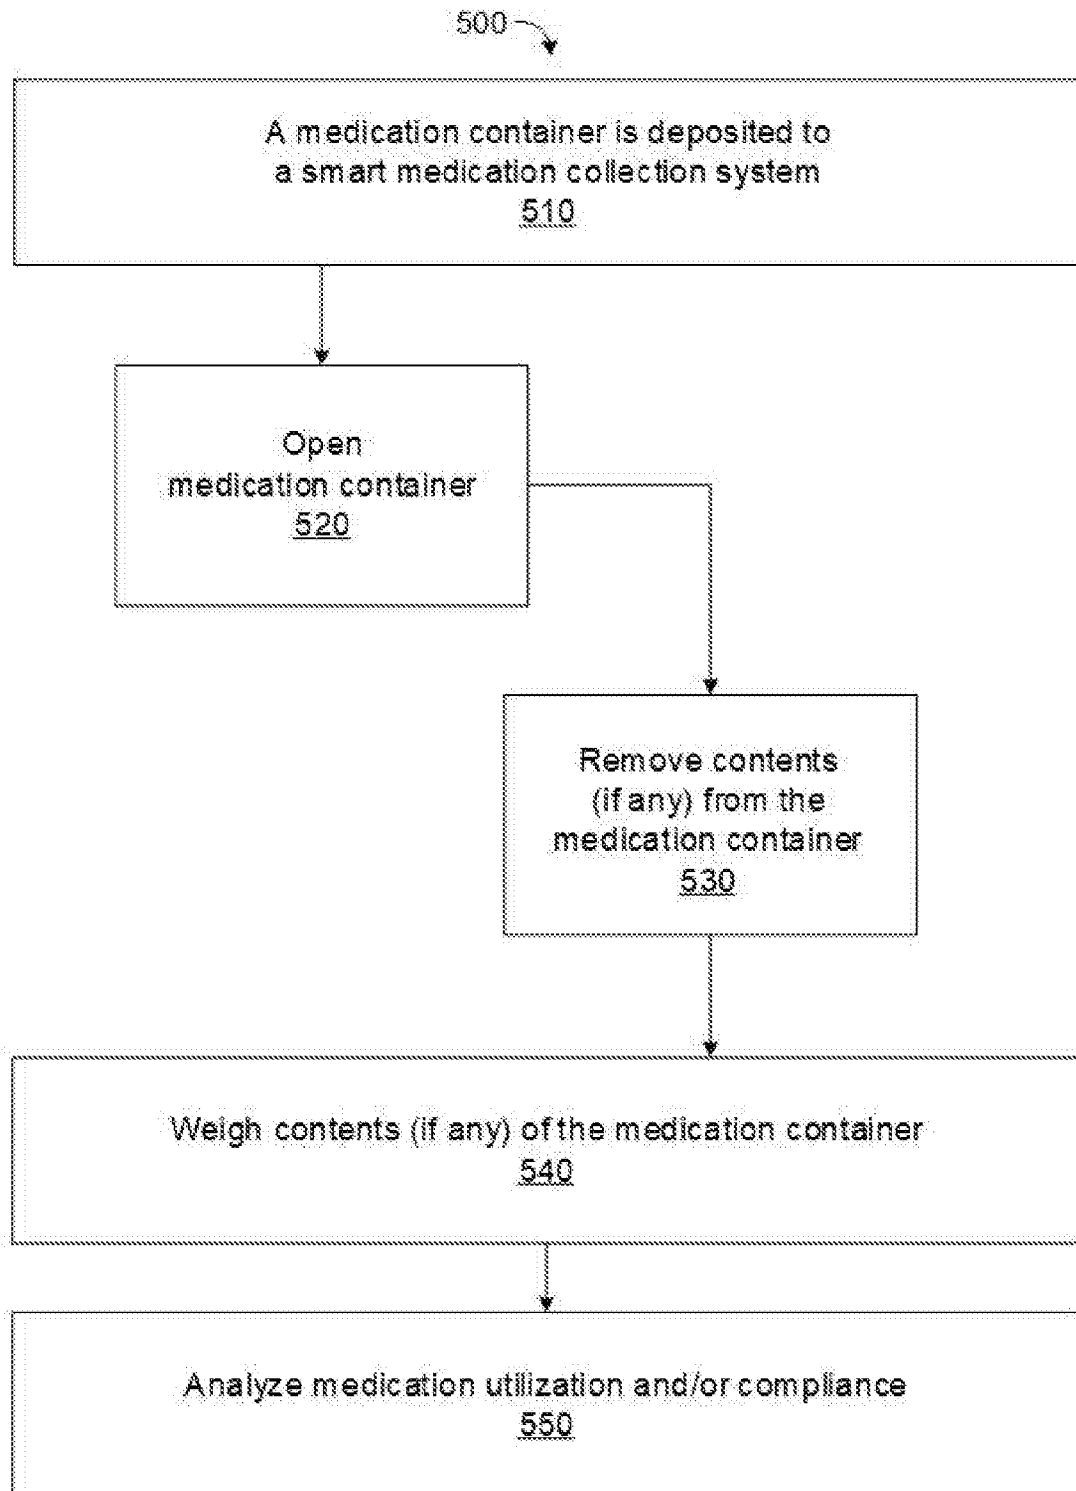 500
A medication container is deposited to
a smart medication collection system
510
Open
medication container
520
Remove contents
(if any) from the
medication container
530
Weigh contents (if any) of the medication container
540
Analyze medication utilization and/or compliance
550